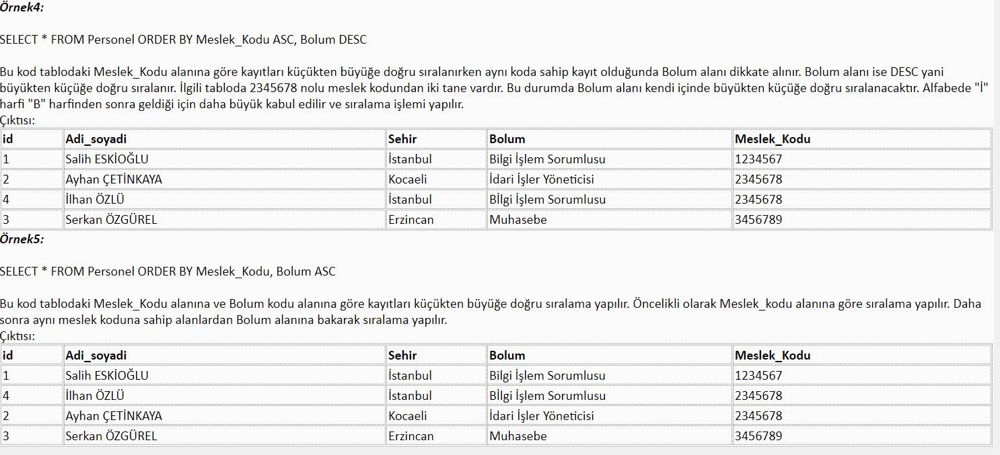 Örnek4:
SELECT * FROM Personel ORDER BY Meslek_Kodu ASC, Bolum DESC
Bu kod tablodaki Meslek_Kodu alanına göre kayıtları küçükten büyüğe doğru sıralanırken aynı koda sahip kayıt olduğunda Bolum alanı dikkate alınır. Bolum alanı ise DESC yani
büyükten küçüğe doğru sıralanır. İlgili tabloda 2345678 nolu meslek kodundan iki tane vardır. Bu durumda Bolum alanı kendi içinde büyükten küçüğe doğru sıralanacaktır. Alfabede "İ"
harfi "B" harfinden sonra geldiği için daha büyük kabul edilir ve sıralama işlemi yapılır.
Çıktısı:
id Adi_soyadi Sehir Bolum Meslek_Kodu
1 Salih ESKİOĞLU İstanbul Bilgi İşlem Sorumlusu 1234567
2 Ayhan ÇETİNKAYA Kocaeli İdari İşler Yöneticisi 2345678
4 İlhan ÖZLÜ İstanbul Bİlgi İşlem Sorumlusu 2345678
3 Serkan ÖZGÜREL Erzincan Muhasebe 3456789
Örnek5:
SELECT * FROM Personel ORDER BY Meslek_Kodu, Bolum ASC
Bu kod tablodaki Meslek_Kodu alanına ve Bolum kodu alanına göre kayıtları küçükten büyüğe doğru sıralama yapılır. Öncelikli olarak Meslek_kodu alanına göre sıralama yapılır. Daha
sonra aynı meslek koduna sahip alanlardan Bolum alanına bakarak sıralama yapılır.
Çıktısı:
id Adi_soyadi Sehir Bolum Meslek_Kodu
1 Salih ESKİOĞLU İstanbul Bilgi İşlem Sorumlusu 1234567
4 İlhan ÖZLÜ İstanbul Bİlgi İşlem Sorumlusu 2345678
2 Ayhan ÇETİNKAYA Kocaeli İdari İşler Yöneticisi 2345678
3 Serkan ÖZGÜREL Erzincan Muhasebe 3456789